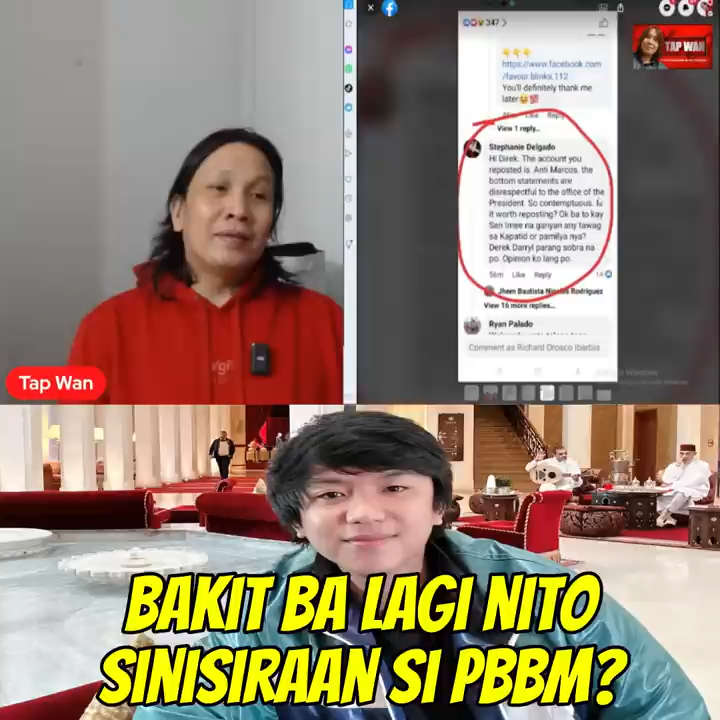 347
https://www.facebook.com
/favour.blinks.112
You'll definitely thank me
later
Like Reply
View 1 reply...
Stephanie Delgado
Hi Direk. The account you
reposted is. Anti Marcos. the
bottom statements are
disrespectful to the office of the
President. So contemptuous. Is
it worth reposting? Ok ba to kay
Sen Imee na ganyan any tawag
sa Kapatid or pamilya nya?
Derek Darryl parang sobra na
po. Opinion ko lang po.
56m Like Reply
Jhem Bautista Nicolas Rodriguez
View 16 more replies...
Ryan Palado
Comment as Richard Orosco Ibarbia
TAP WAN
Tap Wan
BAKIT BA LAGI NITO
SINISIRAAN SI PBBM?